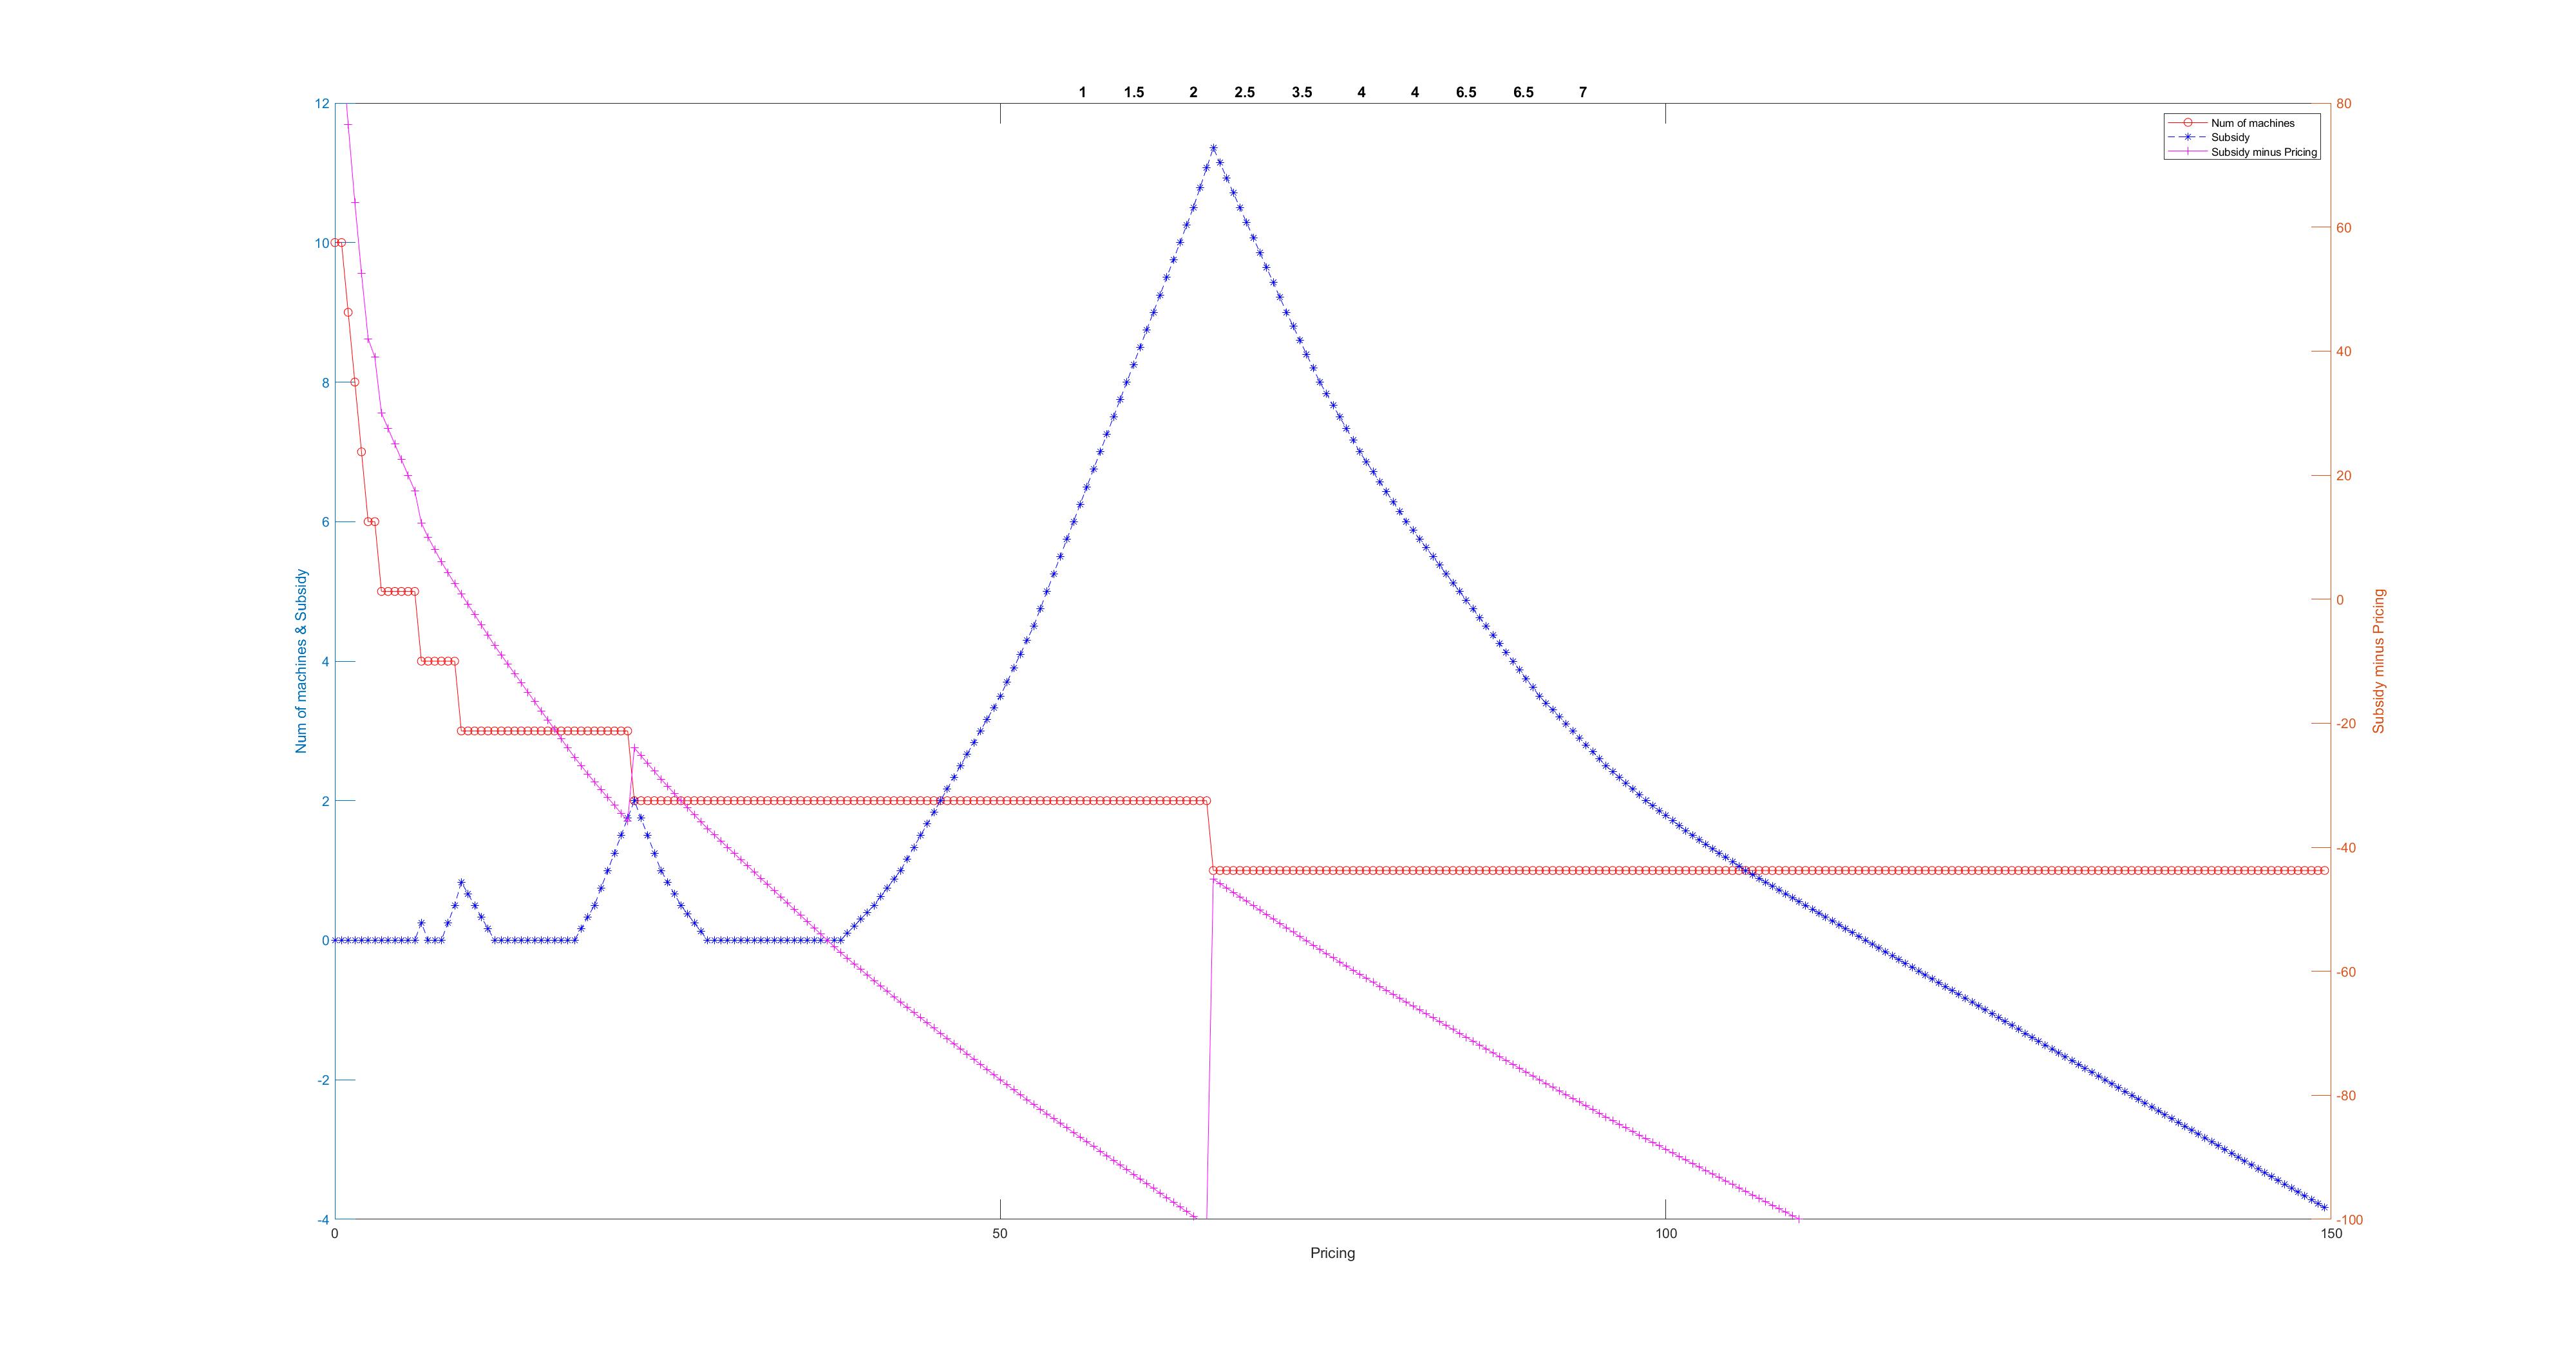 1 1.5 2 2.5 3.5 4 4 6.5 6.5 7
12
10
8
6
4
2
0
-2
-4
Num of machines & Subsidy
80
60
40
20
0
-20
-40
-60
-80
-100
Subsidy minus Pricing
Num of machines
Subsidy
Subsidy minus Pricing
0 50 100 150
Pricing